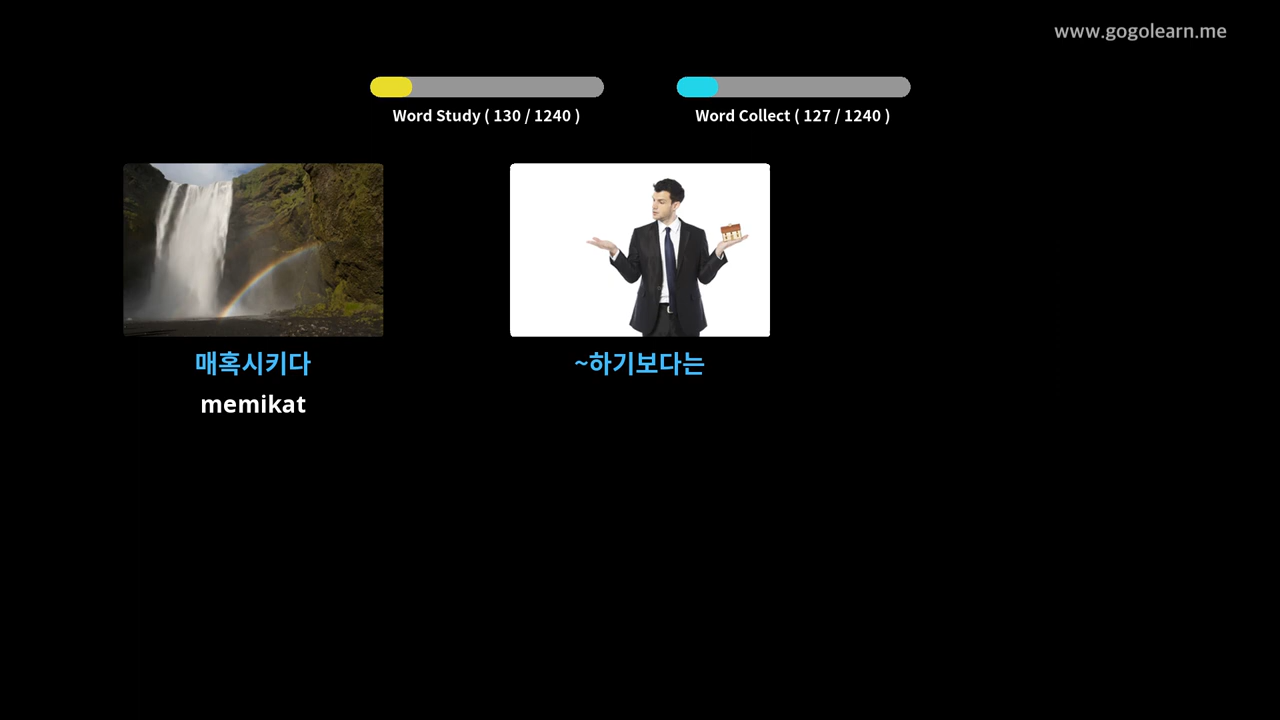 www.gogolearn.me
Word Study ( 130 / 1240 )
Word Collect ( 127 / 1240 )
매혹시키다
~하기보다는
memikat